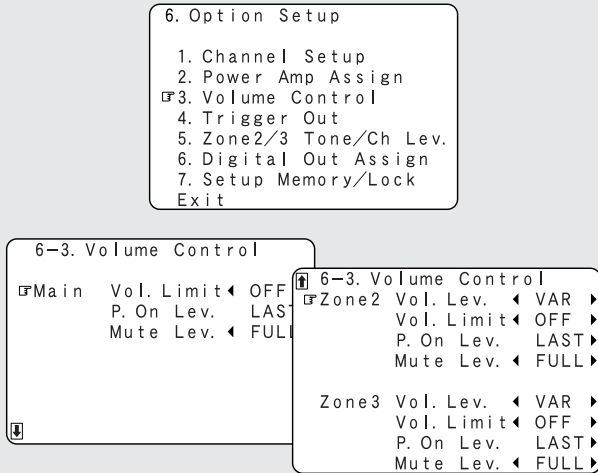 6. Option Setup
1. Channel Setup
2. Power Amp Assign
☞3. Volume Control
4. Trigger Out
5. Zone2/3 Tone/Ch Lev.
6. Digital Out Assign
7. Setup Memory/Lock
Exit
6-3. Volume Control
☞Main Vol. Limit◀ OFF
P. On Lev. LAST
Mute Lev. ◀ FULL
6-3. Volume Control
☞Zone2 Vol. Lev. ◀ VAR ▶
Vol. Limit◀ OFF ▶
P. On Lev. LAST▶
Mute Lev. ◀ FULL▶
Zone3 Vol. Lev. ◀ VAR ▶
Vol. Limit◀ OFF ▶
P. On Lev. LAST▶
Mute Lev. ◀ FULL▶